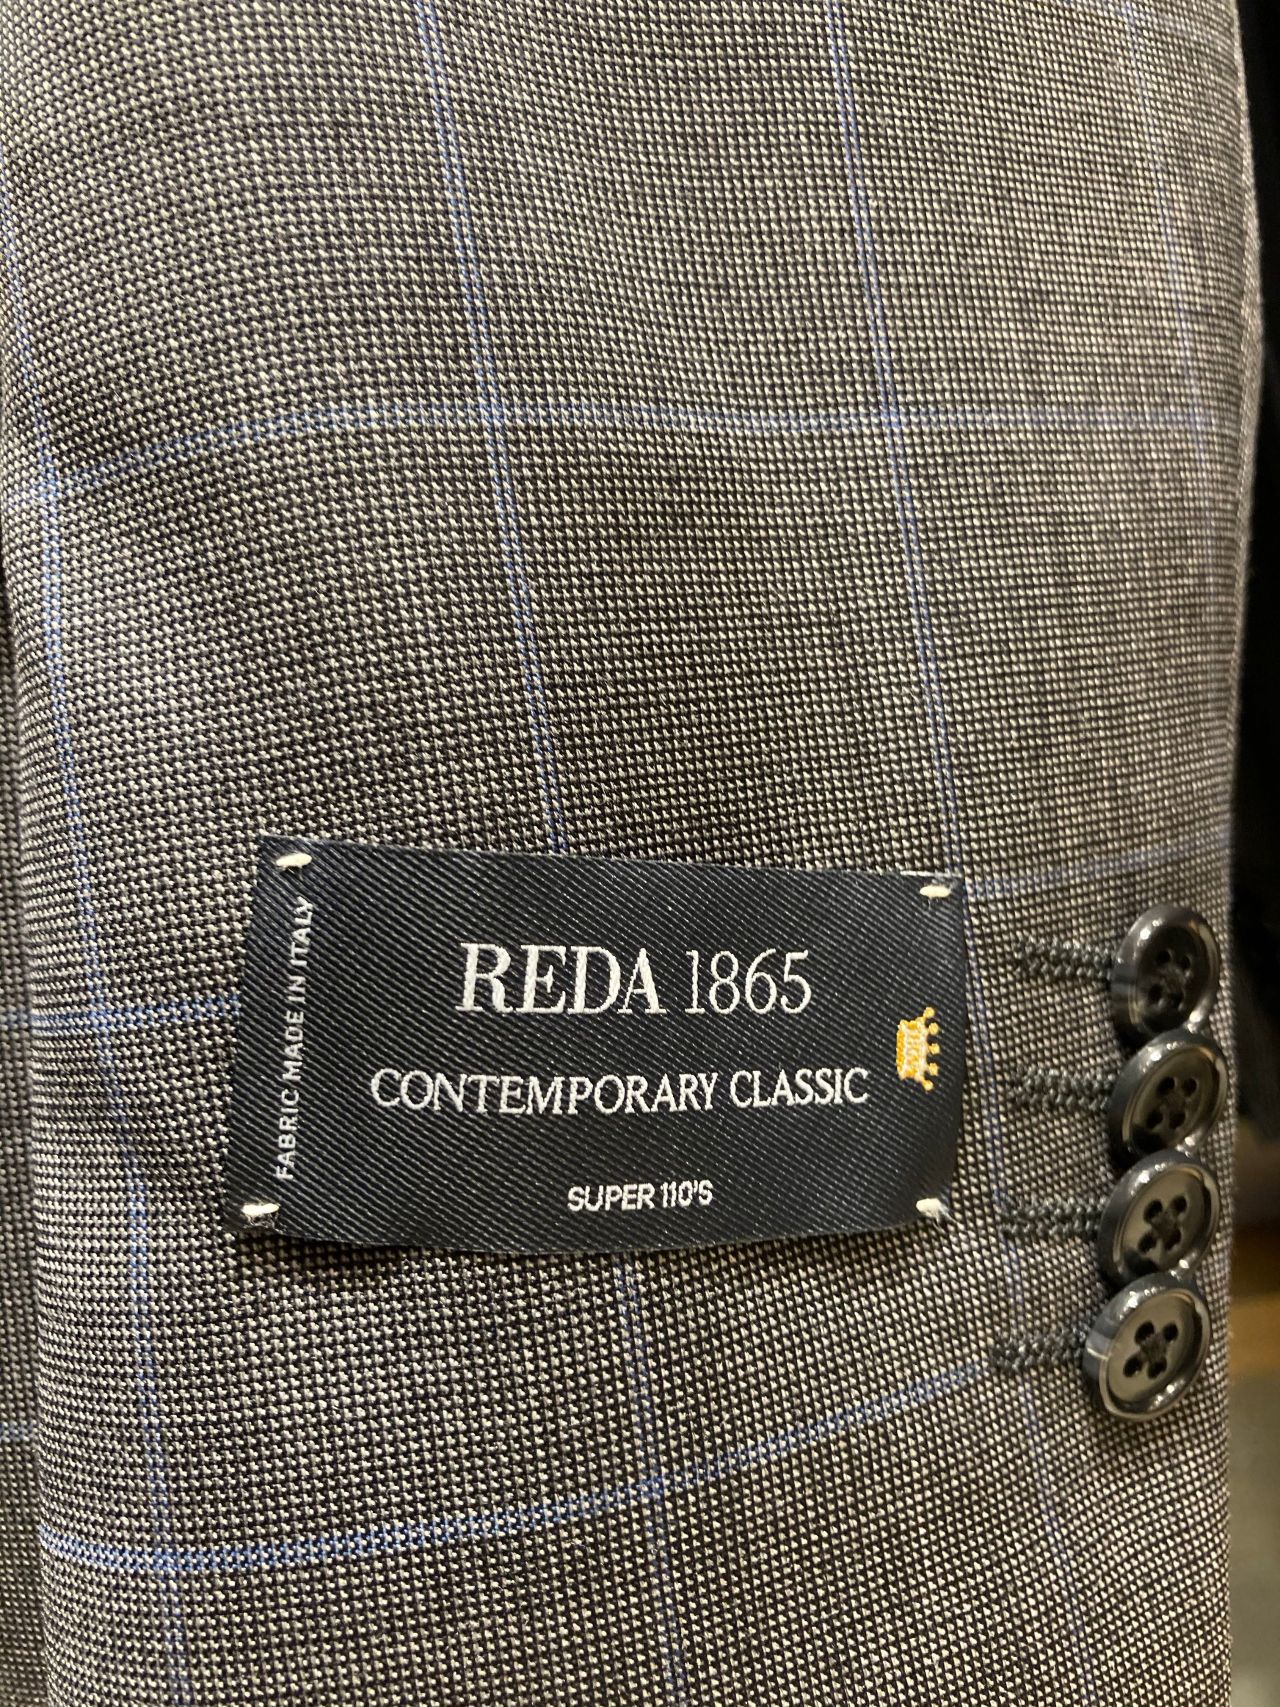 REDA 1865
CONTEMPORARY CLASSIC
SUPER 110'S
FABRIC MADE IN ITALY